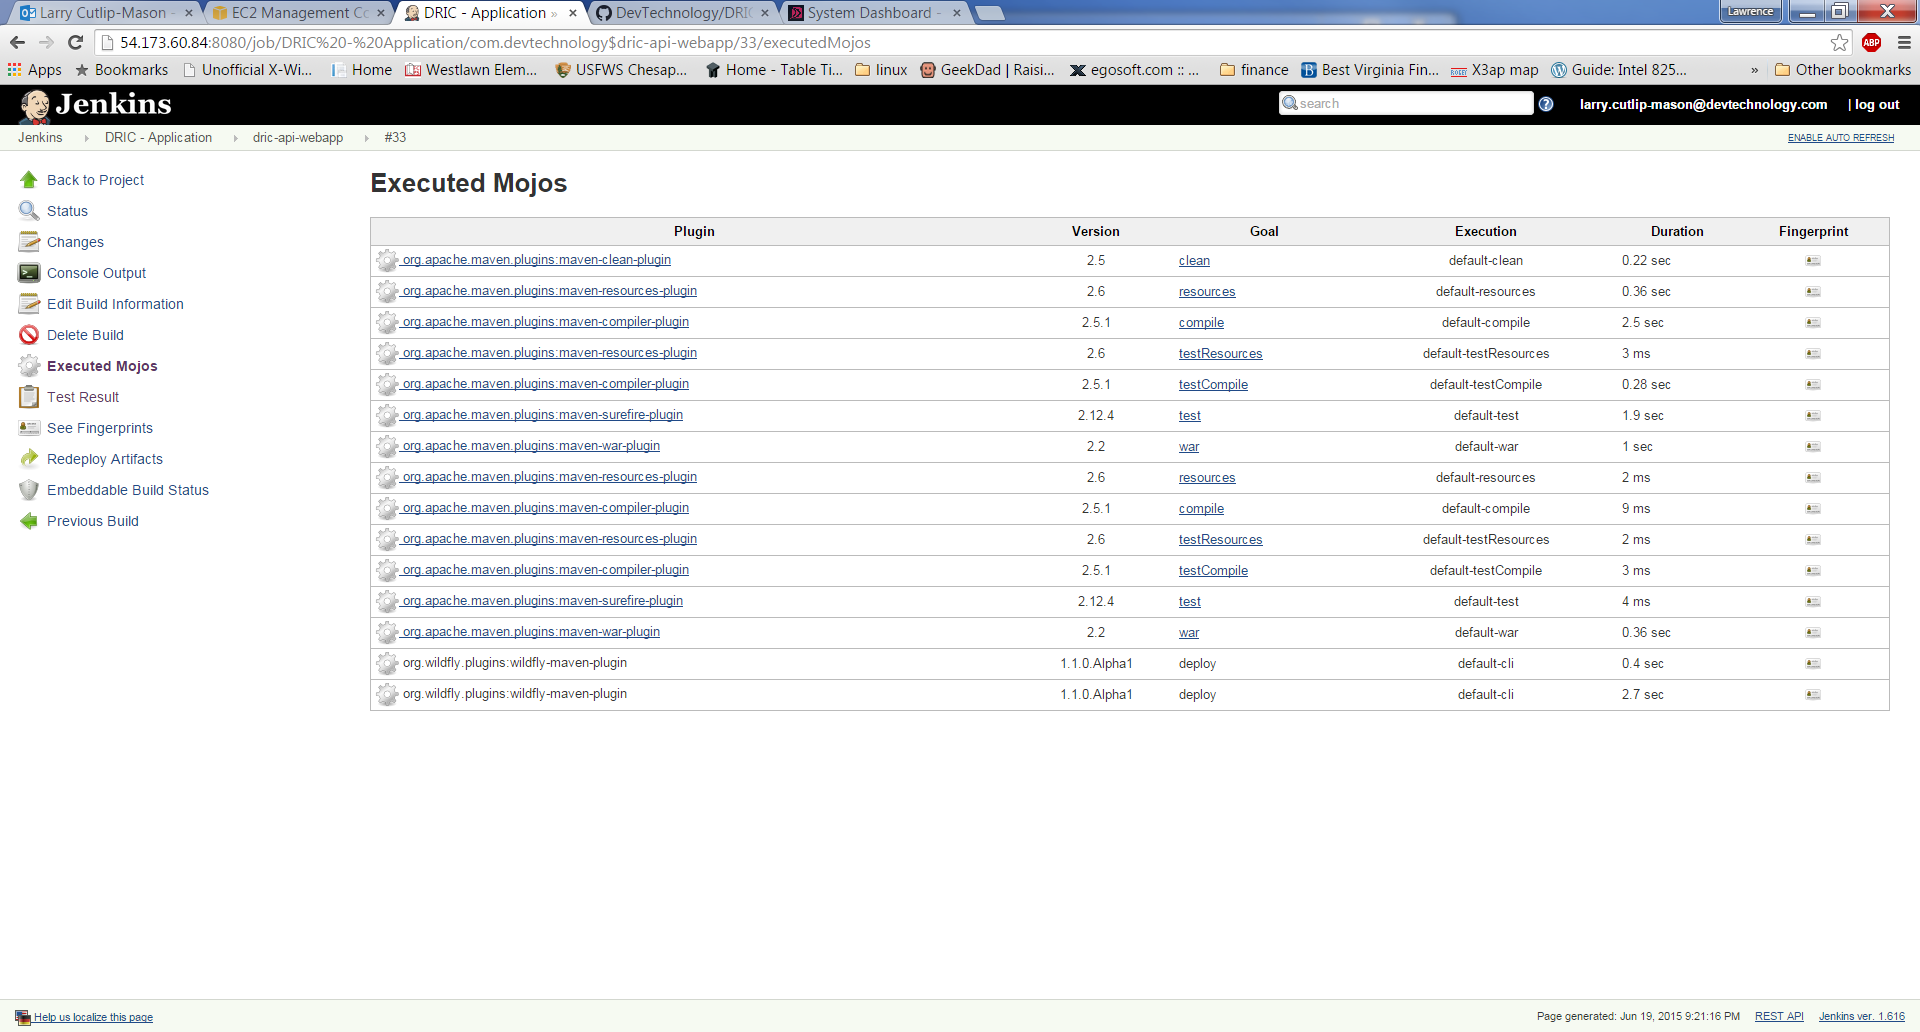 Larry Cutlip-Mason - EC2 Management Co DRIC - Application » DevTechnology/DRI System Dashboard - Lawrence
54.173.60.84:8080/job/DRIC%20-%20Application/com.devtechnology$dric-api-webapp/33/executedMojos ABP
Apps Bookmarks Unofficial X-Wi... Home Westlawn Elem... USFWS Chesap... Home - Table Ti... linux GeekDad | Raisi... egosoft.com :: ... finance Best Virginia Fin... X3ap map Guide: Intel 825... » Other bookmarks
Jenkins search larry.cutlip-mason@devtechnology.com | log out
Jenkins DRIC - Application dric-api-webapp #33 ENABLE AUTO REFRESH
Back to Project
Status
Changes
Console Output
Edit Build Information
Delete Build
Executed Mojos
Test Result
See Fingerprints
Redeploy Artifacts
Embeddable Build Status
Previous Build
Executed Mojos
Plugin Version Goal Execution Duration Fingerprint
org.apache.maven.plugins:maven-clean-plugin 2.5 clean default-clean 0.22 sec
org.apache.maven.plugins:maven-resources-plugin 2.6 resources default-resources 0.36 sec
org.apache.maven.plugins:maven-compiler-plugin 2.5.1 compile default-compile 2.5 sec
org.apache.maven.plugins:maven-resources-plugin 2.6 testResources default-testResources 3 ms
org.apache.maven.plugins:maven-compiler-plugin 2.5.1 testCompile default-testCompile 0.28 sec
org.apache.maven.plugins:maven-surefire-plugin 2.12.4 test default-test 1.9 sec
org.apache.maven.plugins:maven-war-plugin 2.2 war default-war 1 sec
org.apache.maven.plugins:maven-resources-plugin 2.6 resources default-resources 2 ms
org.apache.maven.plugins:maven-compiler-plugin 2.5.1 compile default-compile 9 ms
org.apache.maven.plugins:maven-resources-plugin 2.6 testResources default-testResources 2 ms
org.apache.maven.plugins:maven-compiler-plugin 2.5.1 testCompile default-testCompile 3 ms
org.apache.maven.plugins:maven-surefire-plugin 2.12.4 test default-test 4 ms
org.apache.maven.plugins:maven-war-plugin 2.2 war default-war 0.36 sec
org.wildfly.plugins:wildfly-maven-plugin 1.1.0.Alpha1 deploy default-cli 0.4 sec
org.wildfly.plugins:wildfly-maven-plugin 1.1.0.Alpha1 deploy default-cli 2.7 sec
Help us localize this page Page generated: Jun 19, 2015 9:21:16 PM REST API Jenkins ver. 1.616